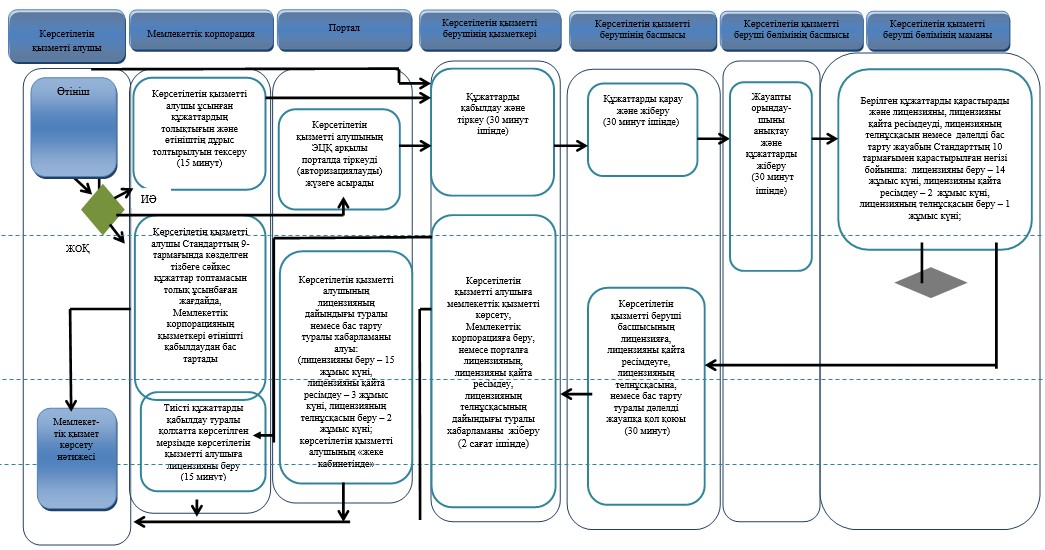 Көрсетілетін
қызметті алушы
Мемлекеттік корпорация
Портал
Көрсетілетін қызметті
берушінің қызметкері
Көрсетілетін қызметті
берушінің басшысы
Көрсетілетін қызметті
беруші бөлімінің басшысы
Көрсетілетін қызметті
беруші бөлімінің маманы
Өтініш
ИӘ
ЖОҚ
Мемлекет-
тік қызмет
көрсету
нәтижесі
Көрсетілетін қызметті
алушы ұсынған
құжаттардың
толықтығын және
өтініштің дұрыс
толтырылуын тексеру
(15 минут)
Көрсетілетін қызметті
алушы Стандарттың 9-
тармағында көзделген
тізбеге сәйкес
құжаттар топтамасын
толық ұсынбаған
жағдайда,
Мемлекеттік
корпорацияның
қызметкері өтінішті
қабылдаудан бас
тартады
Тиісті құжаттарды
қабылдау туралы
қолхатта көрсетілген
мерзімде көрсетілетін
қызметті алушыға
лицензияны беру
(15 минут)
Көрсетілетін
қызметті алушының
ЭЦҚ арқылы
порталда тіркеуді
(авторизациялауды)
жүзеге асырады
Көрсетілетін қызметті
алушының
лицензияның
дайындығы туралы
немесе бас тарту
туралы хабарламаны
алуы:
(лицензияны беру – 15
жұмыс күні,
лицензияны қайта
ресімдеу – 3 жұмыс
күні, лицензияның
телнұсқасын беру – 2
жұмыс күні;
көрсетілетін қызметті
алушының «жеке
кабинетінде»
Құжаттарды
қабылдау және
тіркеу (30 минут
ішінде)
Көрсетілетін
қызметті алушыға
мемлекеттік қызметті
көрсету,
Мемлекеттік
корпорацияға беру,
немесе порталға
лицензияның,
лицензияны қайта
ресімдеу,
лицензияның
телнұсқасының
дайындығы туралы
хабарламаны жіберу
(2 сағат ішінде)
Құжаттарды қарау
және жіберу
(30 минут ішінде)
Көрсетілетін
қызметті беруші
басшысының
лицензияға,
лицензияны қайта
ресімдеуге,
лицензияның
телнұсқасына,
немесе бас тарту
туралы дәлелді
жауапқа қол қоюы
(30 минут)
Жауапты
орындау-
шыны
анықтау
және
құжаттарды
жіберу
(30 минут
ішінде)
Берілген құжаттарды қарастырады
және лицензияны, лицензияны
қайта ресімдеуді, лицензияның
телнұсқасын немесе дәлелді бас
тарту жауабын Стандарттың 10
тармағымен қарастырылған негізі
бойынша: лицензияны беру – 14
жұмыс күні, лицензияны қайта
ресімдеу – 2 жұмыс күні,
лицензияның телнұсқасын беру – 1
жұмыс күні;